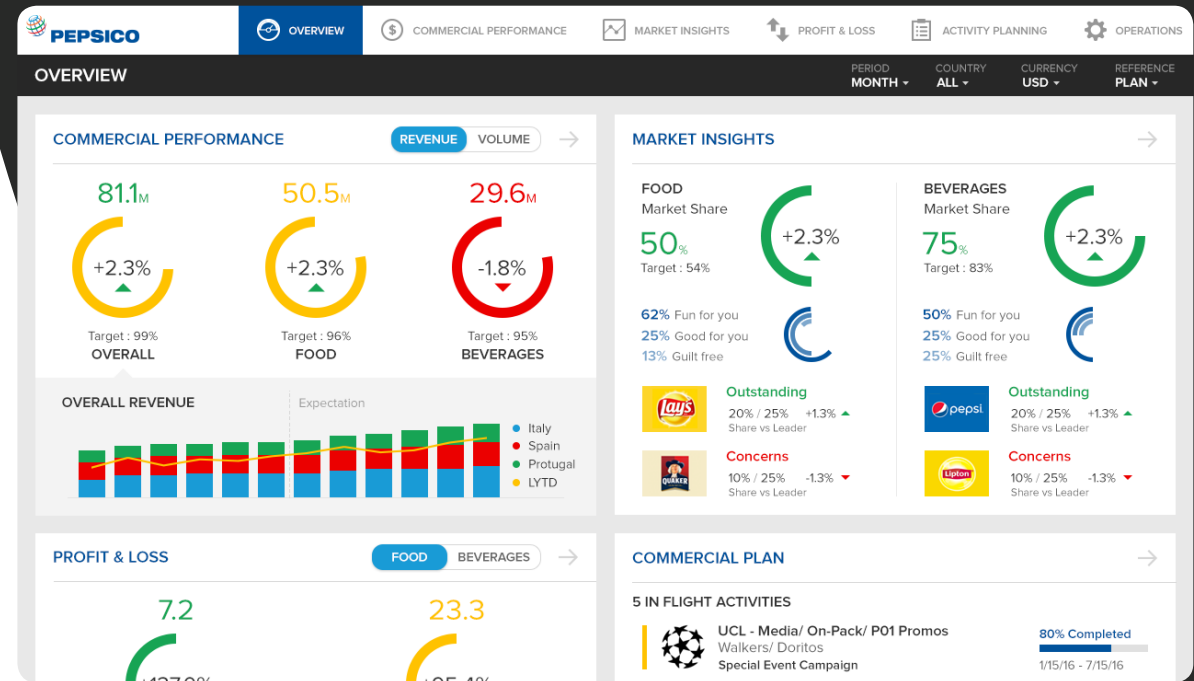 PEPSICO
OVERVIEW
COMMERCIAL PERFORMANCE
MARKET INSIGHTS
PROFIT & LOSS
ACTIVITY PLANNING
OPERATIONS
OVERVIEW
PERIOD
MONTH
COUNTRY
ALL
CURRENCY
USD
REFERENCE
PLAN
COMMERCIAL PERFORMANCE
REVENUE
VOLUME
81.1M
50.5M
29.6M
+2.3%
+2.3%
-1.8%
Target : 99%
Target : 96%
Target : 95%
OVERALL
FOOD
BEVERAGES
OVERALL REVENUE
Expectation
Italy
Spain
Protugal
LYTD
MARKET INSIGHTS
FOOD
Market Share
50%
Target : 54%
+2.3%
62% Fun for you
25% Good for you
13% Guilt free
Lay's
Outstanding
20% / 25% +1.3%
Share vs Leader
QUAKER
Concerns
10% / 25% -1.3%
Share vs Leader
BEVERAGES
Market Share
75%
Target : 83%
+2.3%
50% Fun for you
25% Good for you
25% Guilt free
pepsi
Outstanding
20% / 25% +1.3%
Share vs Leader
Lipton
Concerns
10% / 25% -1.3%
Share vs Leader
PROFIT & LOSS
FOOD
BEVERAGES
7.2
23.3
COMMERCIAL PLAN
5 IN FLIGHT ACTIVITIES
UCL - Media/ On-Pack/ P01 Promos
Walkers/ Doritos
Special Event Campaign
80% Completed
1/15/16 - 7/15/16